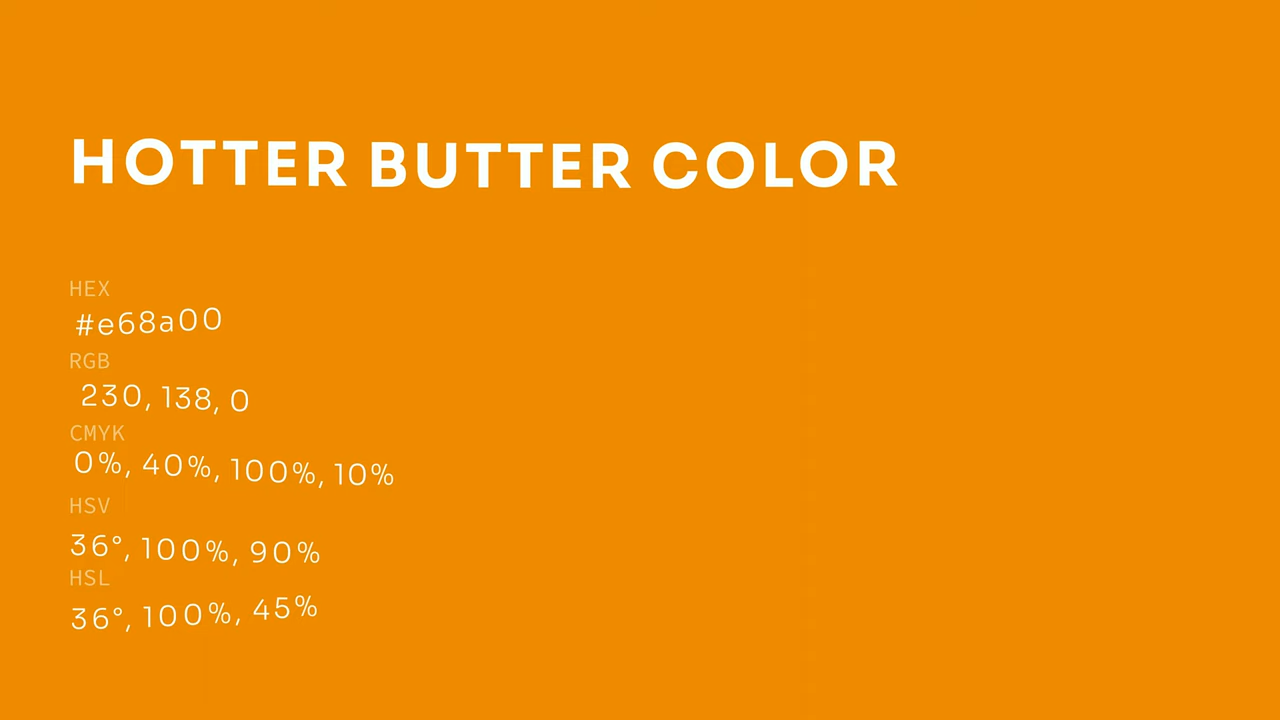 HOTTER BUTTER COLOR
HEX
#e68a00
RGB
230, 138, 0
CMYK
0%, 40%, 100%, 10%
HSV
36°, 100%, 90%
HSL
36°, 100%, 45%